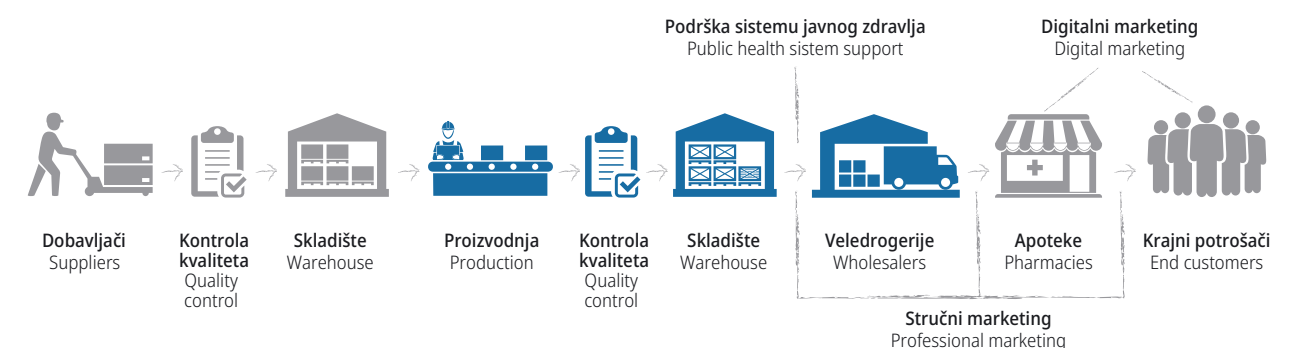 Podrška sistemu javnog zdravlja
Public health sistem support
Digitalni marketing
Digital marketing
Dobavljači
Suppliers
Kontrola
kvaliteta
Quality
control
Skladište
Warehouse
Proizvodnja
Production
Kontrola
kvaliteta
Quality
control
Skladište
Warehouse
Veledrogerije
Wholesalers
Apoteke
Pharmacies
Krajni potrošači
End customers
Stručni marketing
Professional marketing